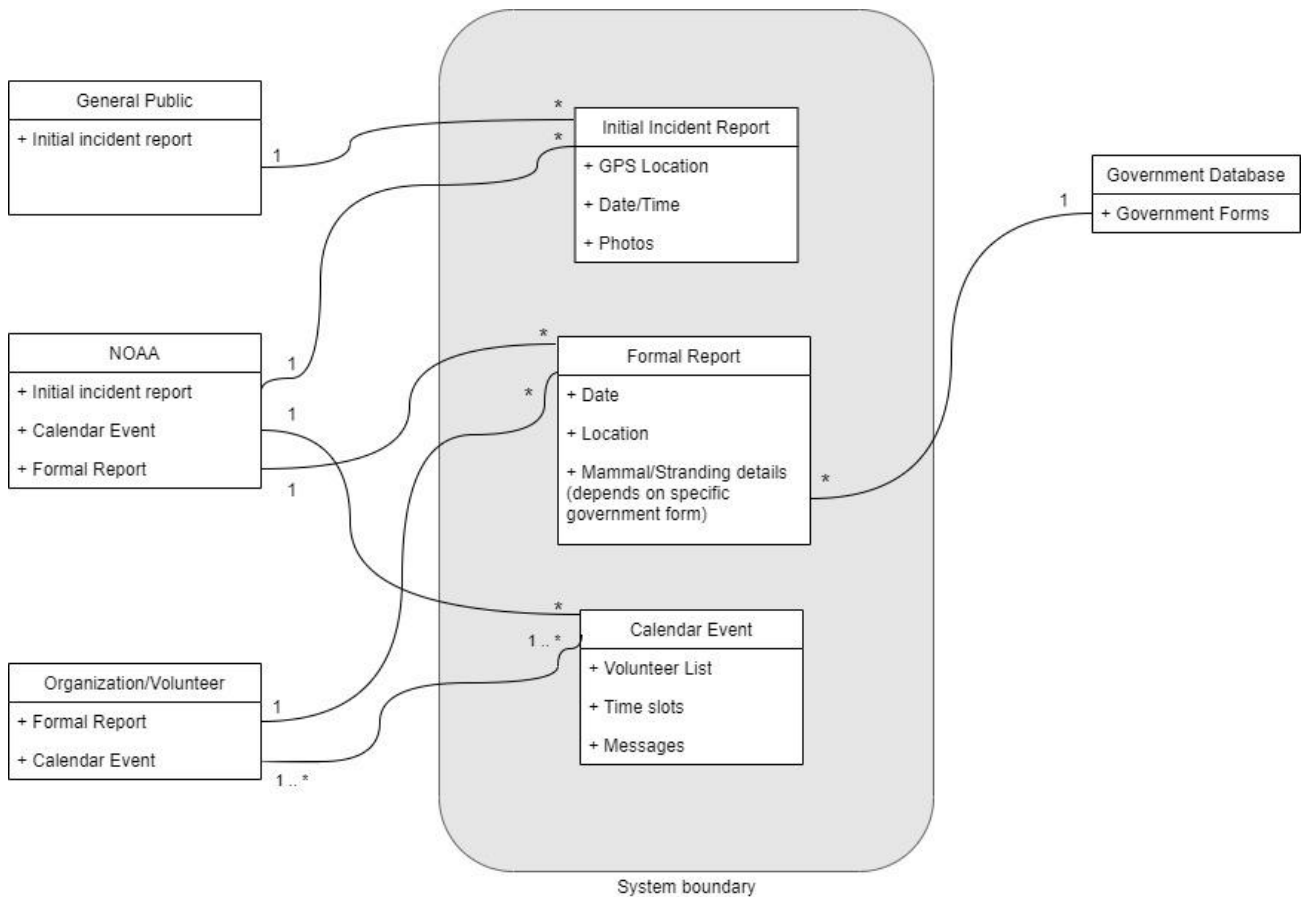 General Public
+ Initial incident report
1
*
*
Initial Incident Report
+ GPS Location
+ Date/Time
+ Photos
Government Database
+ Government Forms
1
NOAA
+ Initial incident report
+ Calendar Event
+ Formal Report
1
1
1
*
*
Formal Report
+ Date
+ Location
+ Mammal/Stranding details
(depends on specific
government form)
*
*
1 .. *
Calendar Event
+ Volunteer List
+ Time slots
+ Messages
Organization/Volunteer
+ Formal Report
+ Calendar Event
1
1 .. *
System boundary